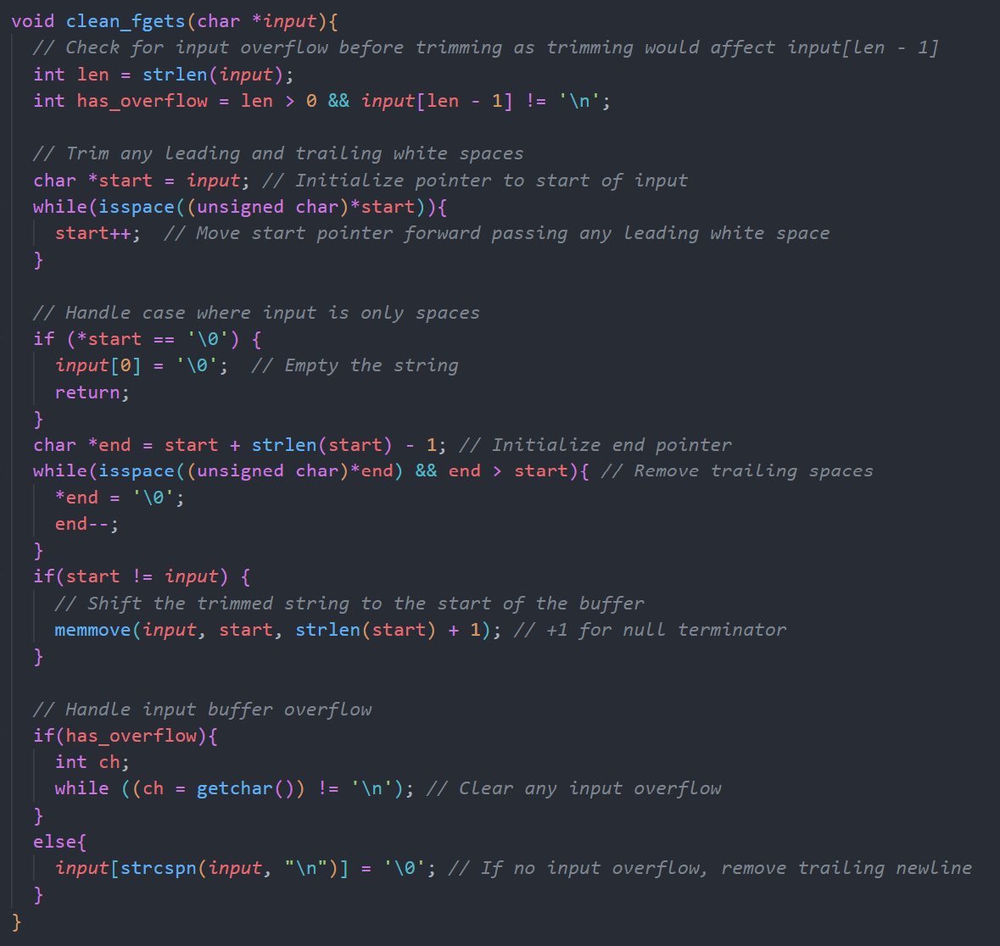 void clean_fgets(char *input){
  // Check for input overflow before trimming as trimming would affect input[len - 1]
  int len = strlen(input);
  int has_overflow = len > 0 && input[len - 1] != '\n';

  // Trim any leading and trailing white spaces
  char *start = input; // Initialize pointer to start of input
  while(isspace((unsigned char)*start)){
    start++;  // Move start pointer forward passing any leading white space
  }

  // Handle case where input is only spaces
  if (*start == '\0') {
    input[0] = '\0';  // Empty the string
    return;
  }
  char *end = start + strlen(start) - 1; // Initialize end pointer
  while(isspace((unsigned char)*end) && end > start){ // Remove trailing spaces
    *end = '\0';
    end--;
  }
  if(start != input) {
    // Shift the trimmed string to the start of the buffer
    memmove(input, start, strlen(start) + 1); // +1 for null terminator
  }

  // Handle input buffer overflow
  if(has_overflow){
    int ch;
    while ((ch = getchar()) != '\n'); // Clear any input overflow
  }
  else{
    input[strcspn(input, "\n")] = '\0'; // If no input overflow, remove trailing newline
  }
}